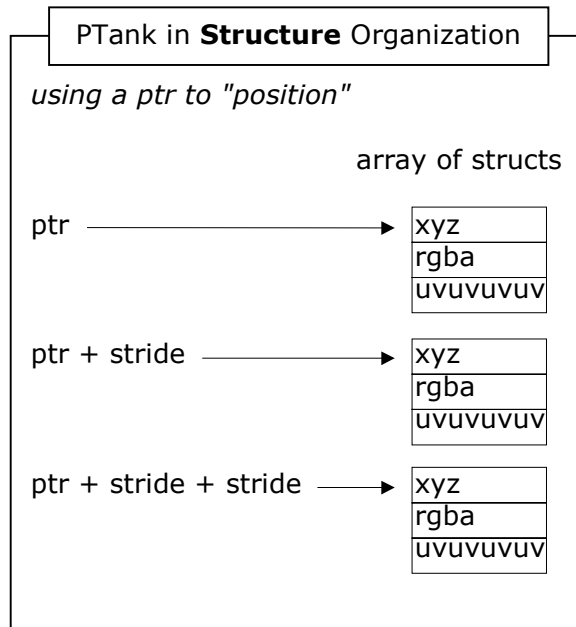 PTank in Structure Organization
using a ptr to "position"
array of structs
ptr
xyz
rgba
uvuvuvuv
ptr + stride
xyz
rgba
uvuvuvuv
ptr + stride + stride
xyz
rgba
uvuvuvuv